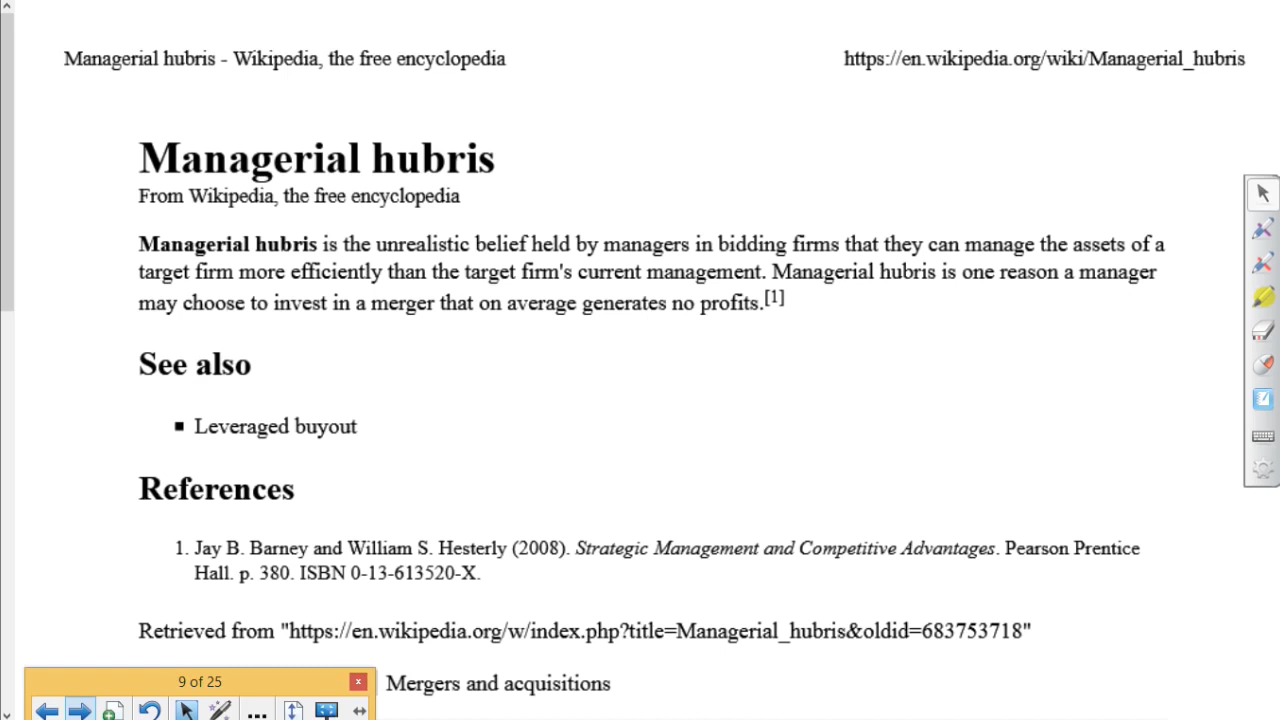 Managerial hubris - Wikipedia, the free encyclopedia
https://en.wikipedia.org/wiki/Managerial_hubris
Managerial hubris
From Wikipedia, the free encyclopedia
Managerial hubris is the unrealistic belief held by managers in bidding firms that they can manage the assets of a
target firm more efficiently than the target firm's current management. Managerial hubris is one reason a manager
may choose to invest in a merger that on average generates no profits.[1]
See also
▪ Leveraged buyout
References
1. Jay B. Barney and William S. Hesterly (2008). Strategic Management and Competitive Advantages. Pearson Prentice
Hall. p. 380. ISBN 0-13-613520-X.
Retrieved from "https://en.wikipedia.org/w/index.php?title=Managerial_hubris&oldid=683753718"
9 of 25
Mergers and acquisitions